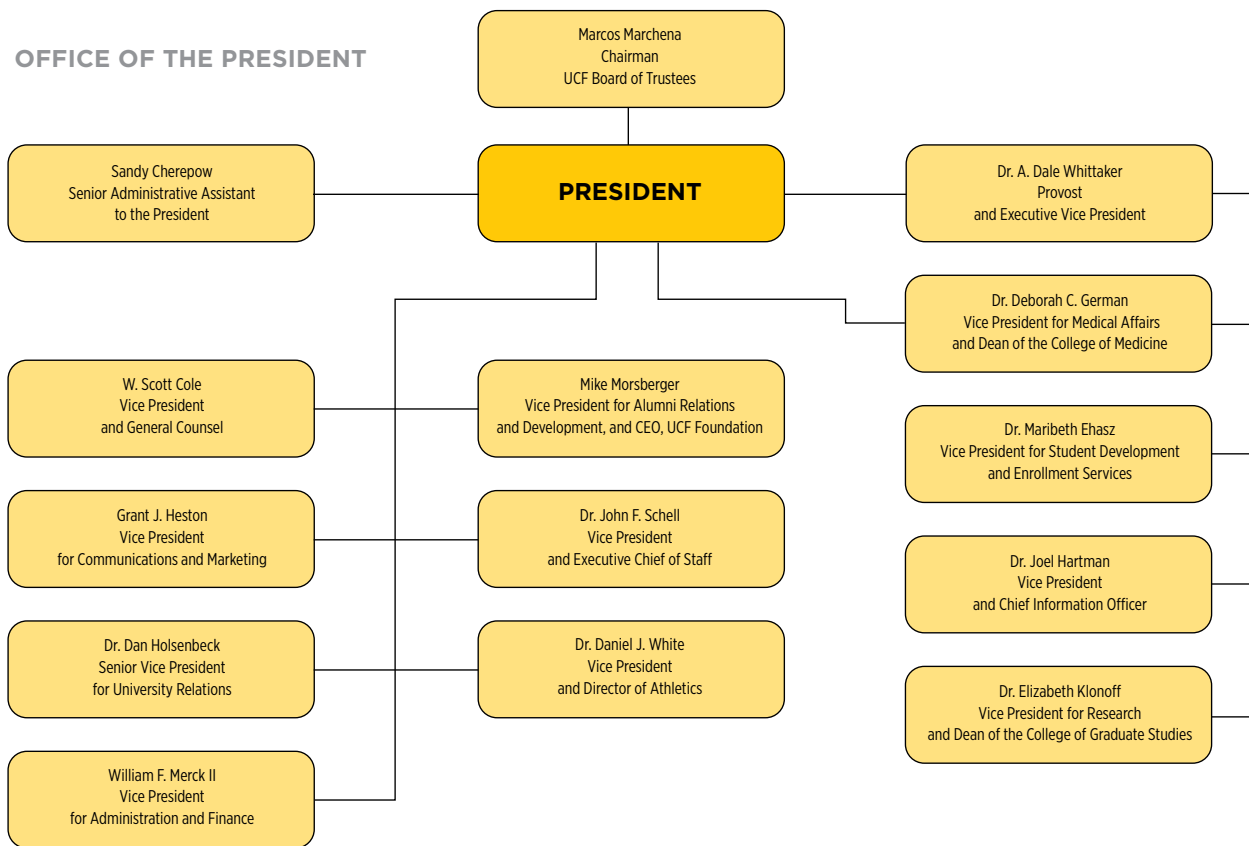 OFFICE OF THE PRESIDENT
Marcos Marchena
Chairman
UCF Board of Trustees
Sandy Cherepow
Senior Administrative Assistant
to the President
PRESIDENT
Dr. A. Dale Whittaker
Provost
and Executive Vice President
Dr. Deborah C. German
Vice President for Medical Affairs
and Dean of the College of Medicine
W. Scott Cole
Vice President
and General Counsel
Mike Morsberger
Vice President for Alumni Relations
and Development, and CEO, UCF Foundation
Dr. Maribeth Ehasz
Vice President for Student Development
and Enrollment Services
Grant J. Heston
Vice President
for Communications and Marketing
Dr. John F. Schell
Vice President
and Executive Chief of Staff
Dr. Joel Hartman
Vice President
and Chief Information Officer
Dr. Dan Holsenbeck
Senior Vice President
for University Relations
Dr. Daniel J. White
Vice President
and Director of Athletics
Dr. Elizabeth Klonoff
Vice President for Research
and Dean of the College of Graduate Studies
William F. Merck II
Vice President
for Administration and Finance